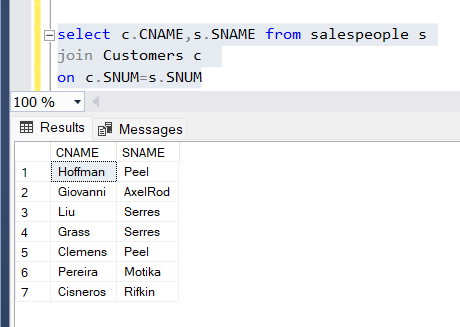 select c.CNAME,s.SNAME from salespeople s
join Customers c
on c.SNUM=s.SNUM
100 %
Results Messages
CNAME SNAME
1 Hoffman Peel
2 Giovanni AxelRod
3 Liu Serres
4 Grass Serres
5 Clemens Peel
6 Pereira Motika
7 Cisneros Rifkin